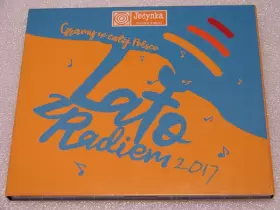 Jedynka
Gramy w całej Polsce
Lato
z Radiem 2017